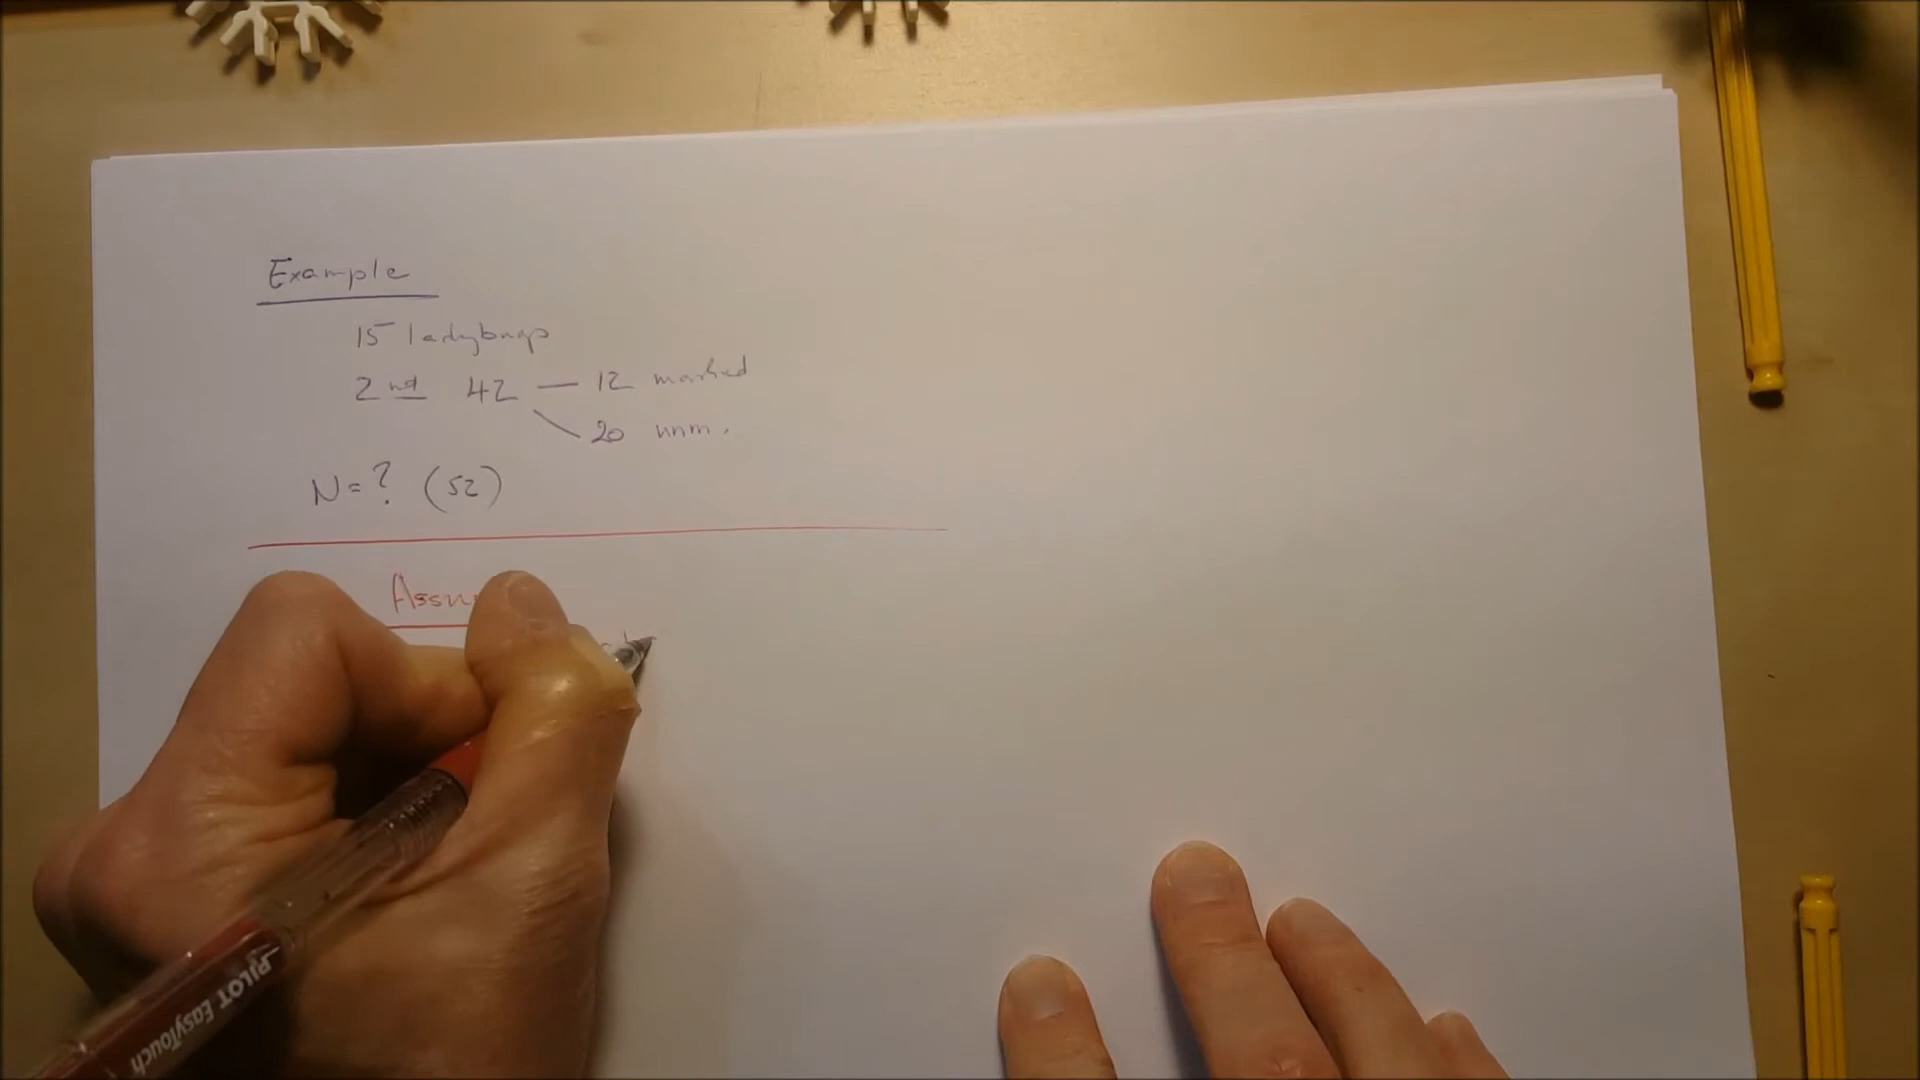 Example
15 ladybugs
2nd 42 — 12 marked
20 unm.
N = ? (52)
PILOT EasyTouch